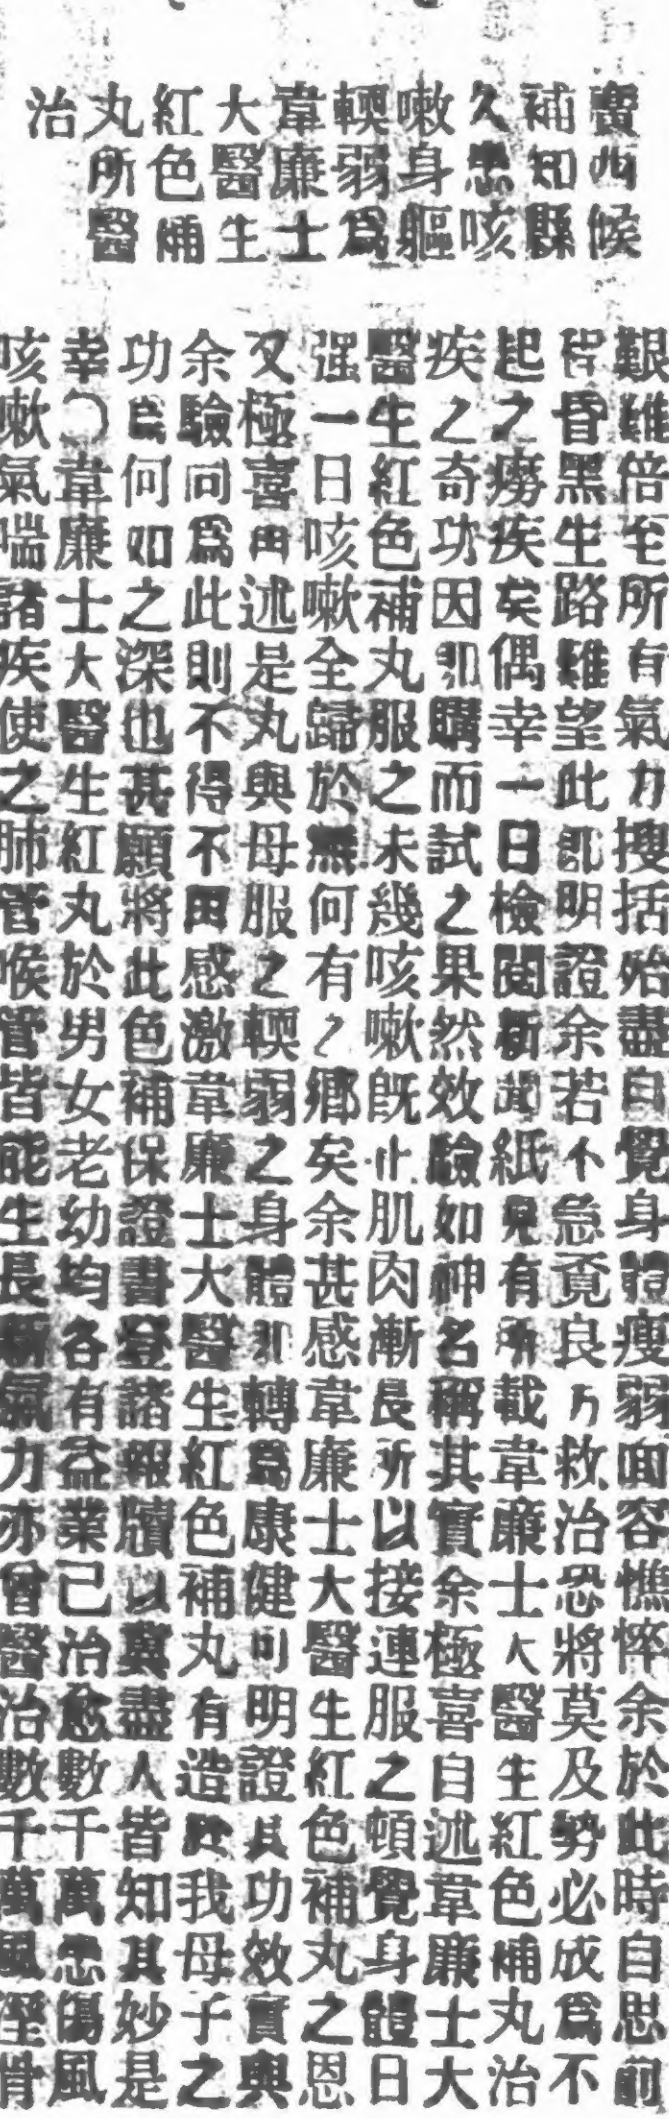 賣西候
補知縣
久患咳
嗽身軀
輭弱爲
韋廉士
大醫生
紅色補
丸所醫
治
艱難倍至所有氣力搜括殆盡自覺身體瘦弱面容憔悴余於此時自思前
程昏黑生路難望此卽明證余若不急覓良方救治恐將莫及勢必成爲不
起之癆疾矣偶幸一日檢閱新聞紙見有所載韋廉士大醫生紅色補丸治
疾之奇功因卽購而試之果然效驗如神名稱其實余極喜自述韋廉士大
醫生紅色補丸服之未幾咳嗽旣止肌肉漸長所以接連服之頓覺身體日
强一日咳嗽全歸於無何有之鄕矣余甚感韋廉士大醫生紅色補丸之恩
又極喜申述是丸與母服之輭弱之身體卽轉爲康健可明證其功效實與
余驗同爲此則不得不田感激韋廉士大醫生紅色補丸有造於我母子之
功爲何如之深也甚願將此色補保證書登諸報牘以冀盡人皆知其妙是
幸〇韋廉士大醫生紅丸於男女老幼均各有益業已治愈數千萬患傷風
咳嗽氣喘諸疾使之肺管喉管皆能生長新氣力亦曾醫治數千萬風溼骨